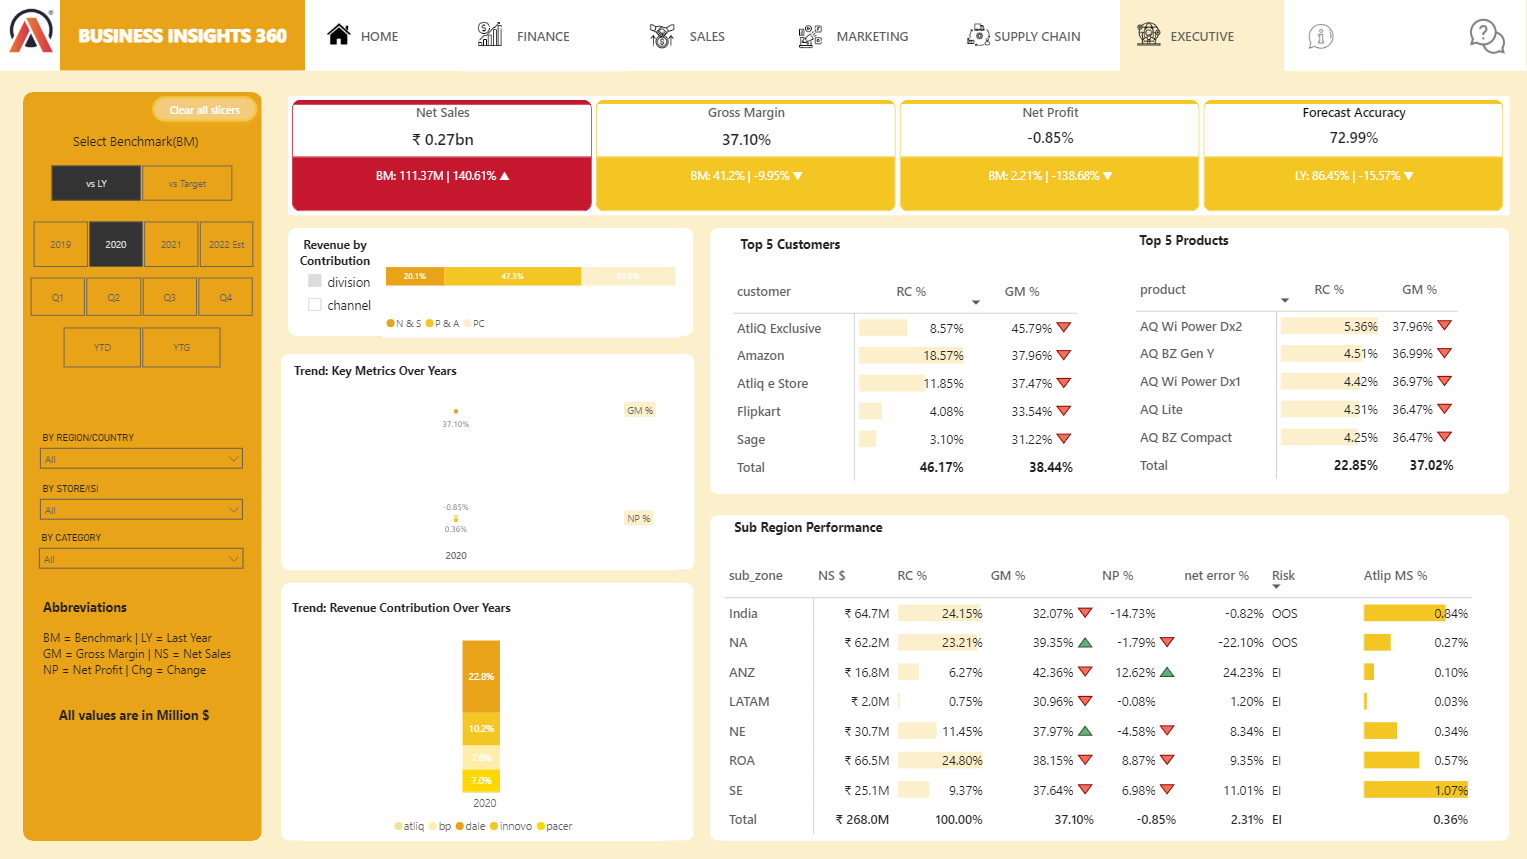 BUSINESS INSIGHTS 360
HOME
FINANCE
SALES
MARKETING
SUPPLY CHAIN
EXECUTIVE
Clear all slicers
Select Benchmark(BM)
vs LY
vs Target
2019
2020
2021
2022 Est
Q1
Q2
Q3
Q4
YTD
YTG
BY REGION/COUNTRY
All
BY STORE/(S)
All
BY CATEGORY
All
Abbreviations
BM = Benchmark | LY = Last Year
GM = Gross Margin | NS = Net Sales
NP = Net Profit | Chg = Change
All values are in Million $
Net Sales
₹ 0.27bn
BM: 111.37M | 140.61% ▲
Gross Margin
37.10%
BM: 41.2% | -9.95% ▼
Net Profit
-0.85%
BM: 2.21% | -138.68% ▼
Forecast Accuracy
72.99%
LY: 86.45% | -15.57% ▼
Revenue by
Contribution
division
channel
20.1% 47.3% 32.6%
N & S P & A PC
Trend: Key Metrics Over Years
GM %
37.10%
-0.85%
NP %
0.36%
2020
Trend: Revenue Contribution Over Years
22.8%
10.2%
7.0%
2020
atliq bp dale innovo pacer
Top 5 Customers
customer RC % GM %
AtliQ Exclusive 8.57% 45.79%
Amazon 18.57% 37.96%
Atliq e Store 11.85% 37.47%
Flipkart 4.08% 33.54%
Sage 3.10% 31.22%
Total 46.17% 38.44%
Top 5 Products
product RC % GM %
AQ Wi Power Dx2 5.36% 37.96%
AQ BZ Gen Y 4.51% 36.99%
AQ Wi Power Dx1 4.42% 36.97%
AQ Lite 4.31% 36.47%
AQ BZ Compact 4.25% 36.47%
Total 22.85% 37.02%
Sub Region Performance
sub_zone NS $ RC % GM % NP % net error % Risk Atlip MS %
India ₹ 64.7M 24.15% 32.07% -14.73% -0.82% OOS 0.84%
NA ₹ 62.2M 23.21% 39.35% -1.79% -22.10% OOS 0.27%
ANZ ₹ 16.8M 6.27% 42.36% 12.62% 24.23% EI 0.10%
LATAM ₹ 2.0M 0.75% 30.96% -0.08% 1.20% EI 0.03%
NE ₹ 30.7M 11.45% 37.97% -4.58% 8.34% EI 0.34%
ROA ₹ 66.5M 24.80% 38.15% 8.87% 9.35% EI 0.57%
SE ₹ 25.1M 9.37% 37.64% 6.98% 11.01% EI 1.07%
Total ₹ 268.0M 100.00% 37.10% -0.85% 2.31% EI 0.36%